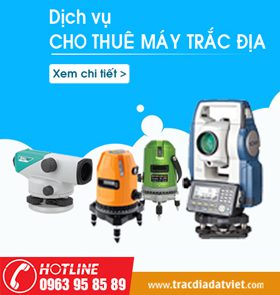 Dịch vụ
CHO THUÊ MÁY TRẮC ĐỊA
Xem chi tiết >
HOTLINE
0963 95 85 89
www.tracdiadatviet.com